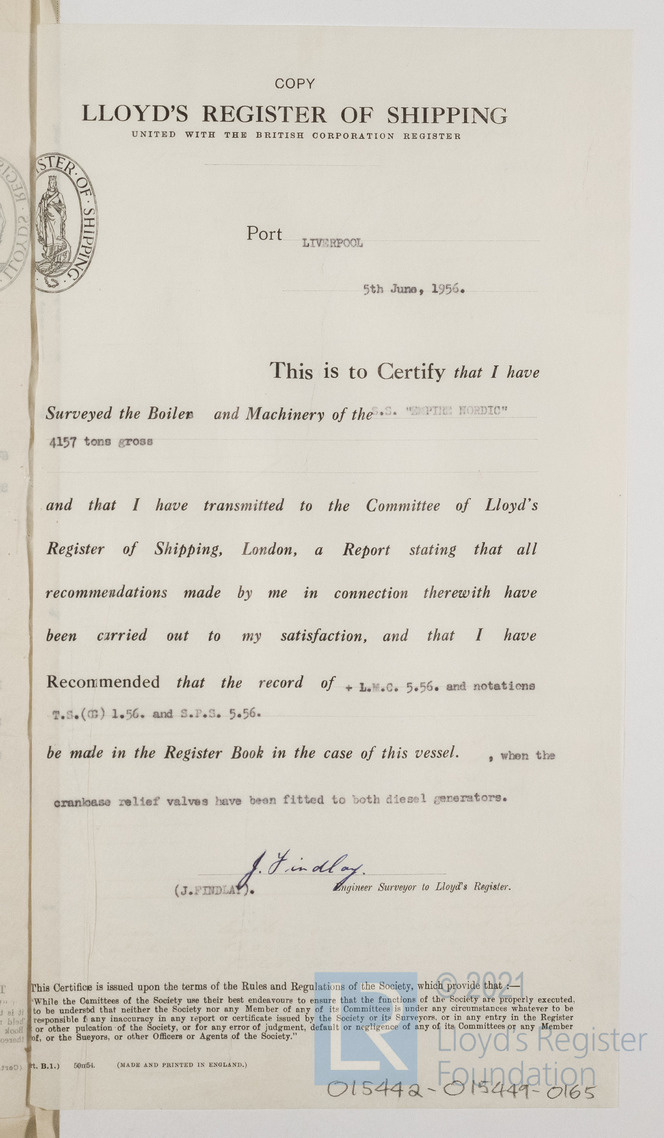 COPY
LLOYD'S REGISTER OF SHIPPING
UNITED WITH THE BRITISH CORPORATION REGISTER
STER OF SHIPPING
Port LIVERPOOL
5th June, 1956.
This is to Certify that I have
Surveyed the Boiler and Machinery of the S.S. "EMPIRE NORDIC"
4157 tons gross
and that I have transmitted to the Committee of Lloyd's
Register of Shipping, London, a Report stating that all
recommendations made by me in connection therewith have
been carried out to my satisfaction, and that I have
Recommended that the record of + L.M.C. 5.56. and notations
T.S.( ) 1.56. and S.P.S. 5.56.
be made in the Register Book in the case of this vessel. , when the
crankcase relief valves have been fitted to both diesel generators.
J. Findlay.
(J.FINDLAY). Engineer Surveyor to Lloyd's Register.
This Certificate is issued upon the terms of the Rules and Regulations of the Society, which provide that :—
"While the Committees of the Society use their best endeavours to ensure that the functions of the Society are properly executed,
to be understood that neither the Society nor any Member of any of its Committees is under any circumstances whatever to be
responsible for any inaccuracy in any report or certificate issued by the Society or its Surveyors, or in any entry in the Register
or other publication of the Society, or for any error of judgment, default or negligence of any of its Committees or any Member
of, or the Surveyors, or other Officers or Agents of the Society."
B.1.) 50m54. (MADE AND PRINTED IN ENGLAND.)
© 2021
LR
Lloyd's Register
Foundation
015442-015449-0165